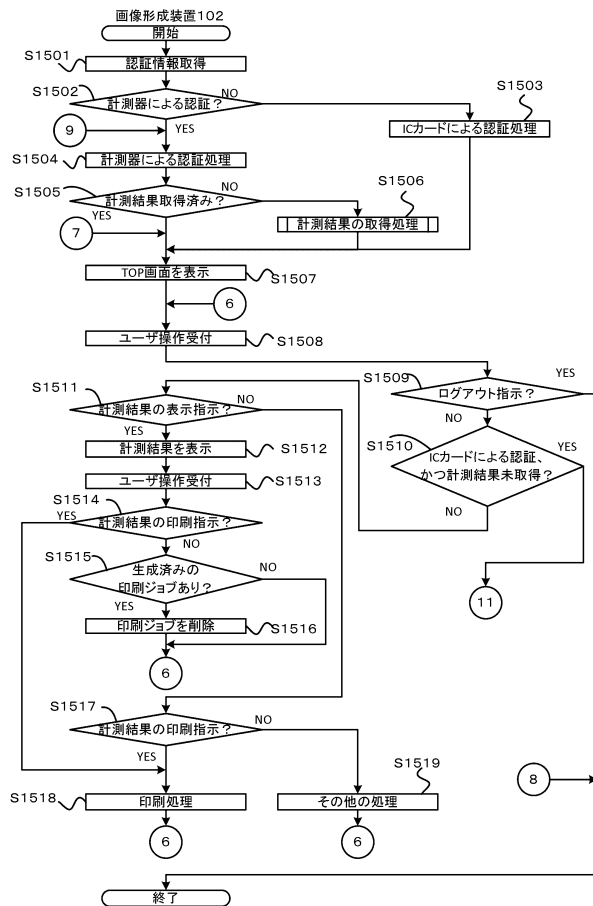 画像形成装置102
開始
S1501
認証情報取得
S1502
計測器による認証？
NO
YES
S1503
ICカードによる認証処理
9
S1504
計測器による認証処理
S1505
計測結果取得済み？
NO
YES
S1506
計測結果の取得処理
7
TOP画面を表示
S1507
6
ユーザ操作受付
S1508
S1509
ログアウト指示？
YES
NO
S1510
ICカードによる認証、
かつ計測結果未取得？
YES
NO
11
S1511
計測結果の表示指示？
NO
YES
計測結果を表示
S1512
ユーザ操作受付
S1513
S1514
計測結果の印刷指示？
YES
NO
S1515
生成済みの
印刷ジョブあり？
NO
YES
印刷ジョブを削除
S1516
6
S1517
計測結果の印刷指示？
NO
YES
S1518
印刷処理
6
S1519
その他の処理
6
8
終了